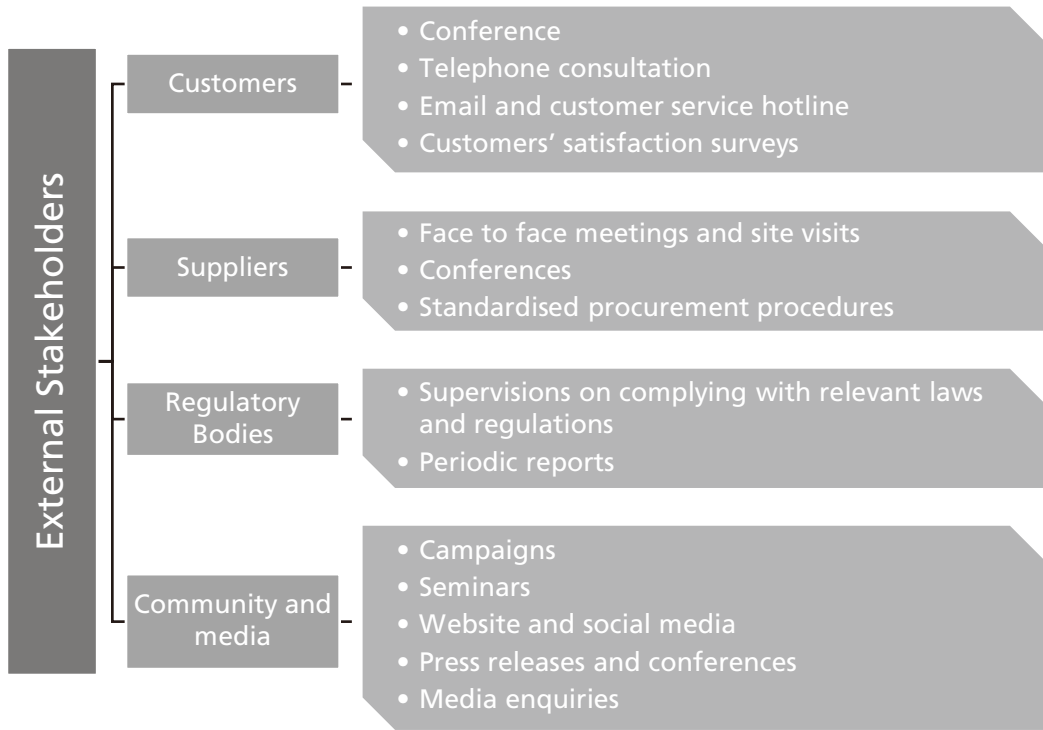 External Stakeholders
Customers
• Conference
• Telephone consultation
• Email and customer service hotline
• Customers’ satisfaction surveys
Suppliers
• Face to face meetings and site visits
• Conferences
• Standardised procurement procedures
Regulatory
Bodies
• Supervisions on complying with relevant laws
and regulations
• Periodic reports
Community and
media
• Campaigns
• Seminars
• Website and social media
• Press releases and conferences
• Media enquiries